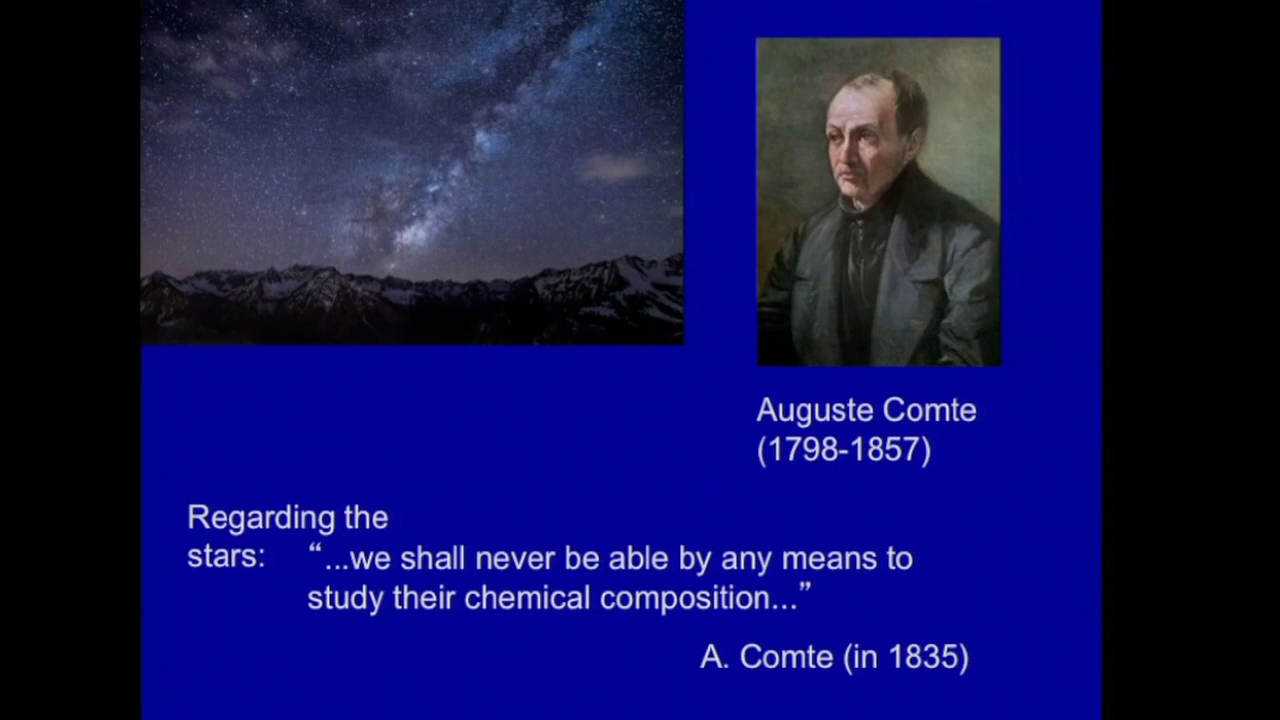 Auguste Comte
(1798-1857)
Regarding the
stars:
“...we shall never be able by any means to
study their chemical composition...”
A. Comte (in 1835)